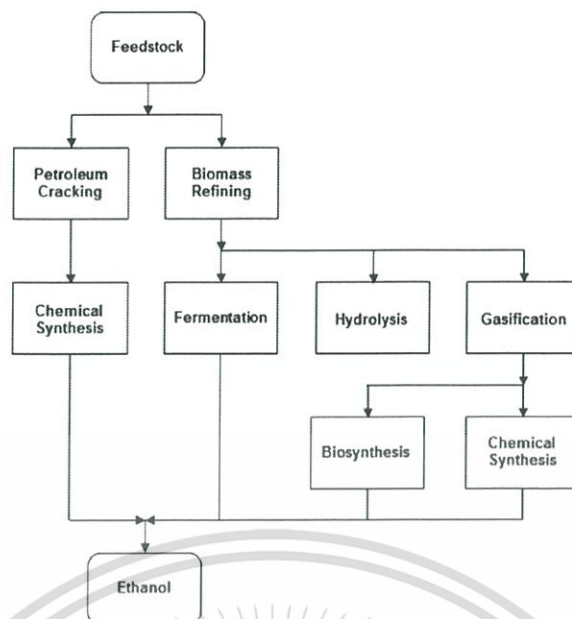 Feedstock
Petroleum
Cracking
Biomass
Refining
Chemical
Synthesis
Fermentation
Hydrolysis
Gasification
Biosynthesis
Chemical
Synthesis
Ethanol